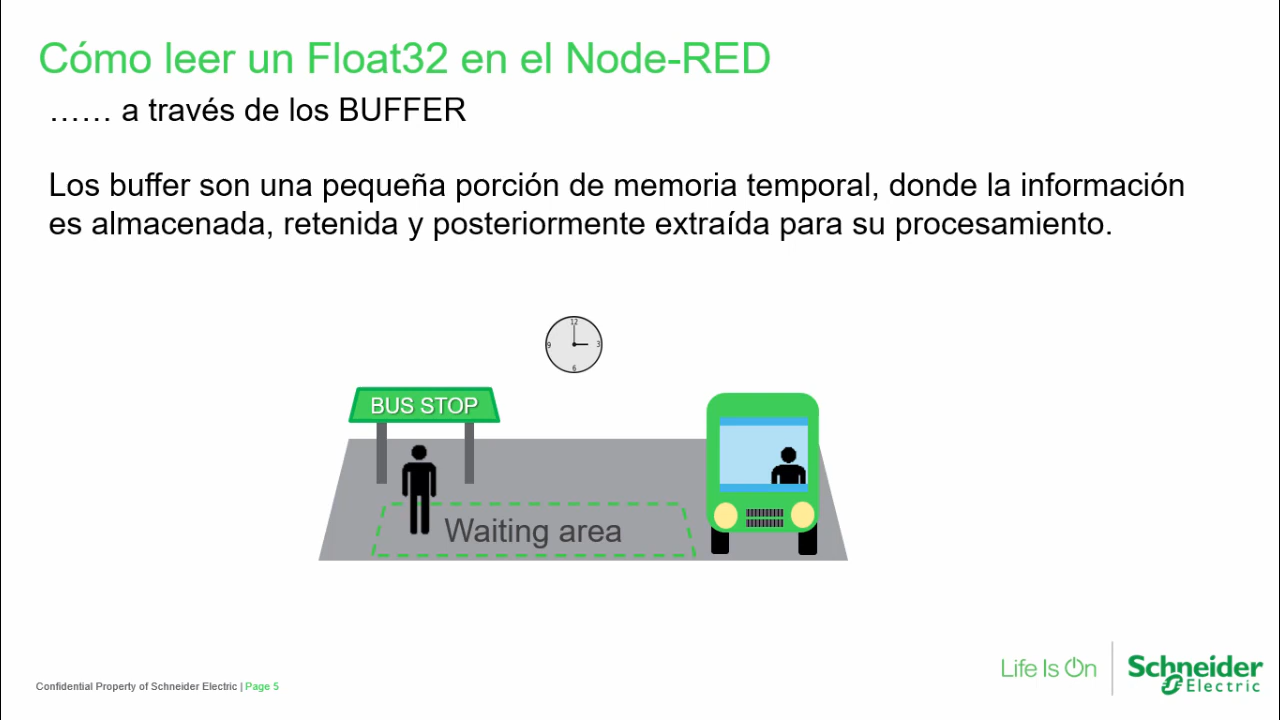 Cómo leer un Float32 en el Node-RED
…… a través de los BUFFER
Los buffer son una pequeña porción de memoria temporal, donde la información
es almacenada, retenida y posteriormente extraída para su procesamiento.
12
9
3
6
BUS STOP
Waiting area
Life Is On
Schneider
Electric
Confidential Property of Schneider Electric | Page 5